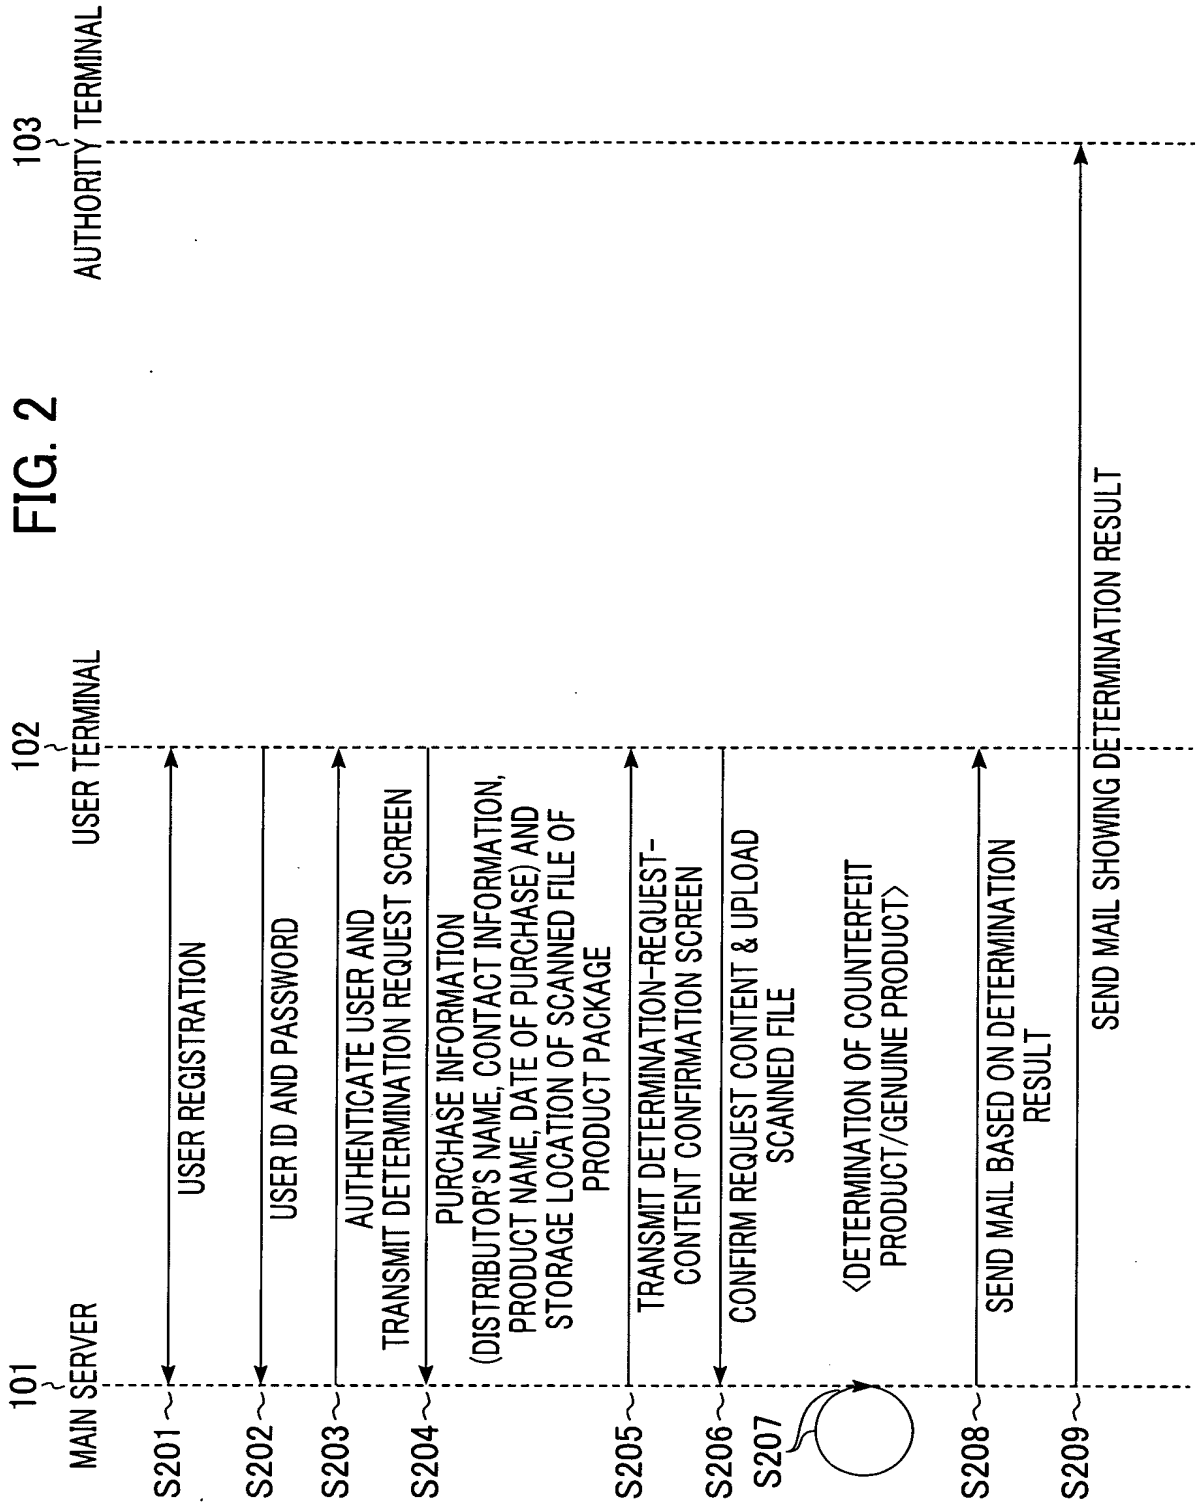 FIG. 2
101
MAIN SERVER
102
USER TERMINAL
103
AUTHORITY TERMINAL
S201
USER REGISTRATION
S202
USER ID AND PASSWORD
S203
AUTHENTICATE USER AND
TRANSMIT DETERMINATION REQUEST SCREEN
S204
PURCHASE INFORMATION
(DISTRIBUTOR'S NAME, CONTACT INFORMATION,
PRODUCT NAME, DATE OF PURCHASE) AND
STORAGE LOCATION OF SCANNED FILE OF
PRODUCT PACKAGE
S205
TRANSMIT DETERMINATION-REQUEST-
CONTENT CONFIRMATION SCREEN
S206
CONFIRM REQUEST CONTENT & UPLOAD
SCANNED FILE
S207
<DETERMINATION OF COUNTERFEIT
PRODUCT/GENUINE PRODUCT>
S208
SEND MAIL BASED ON DETERMINATION
RESULT
S209
SEND MAIL SHOWING DETERMINATION RESULT